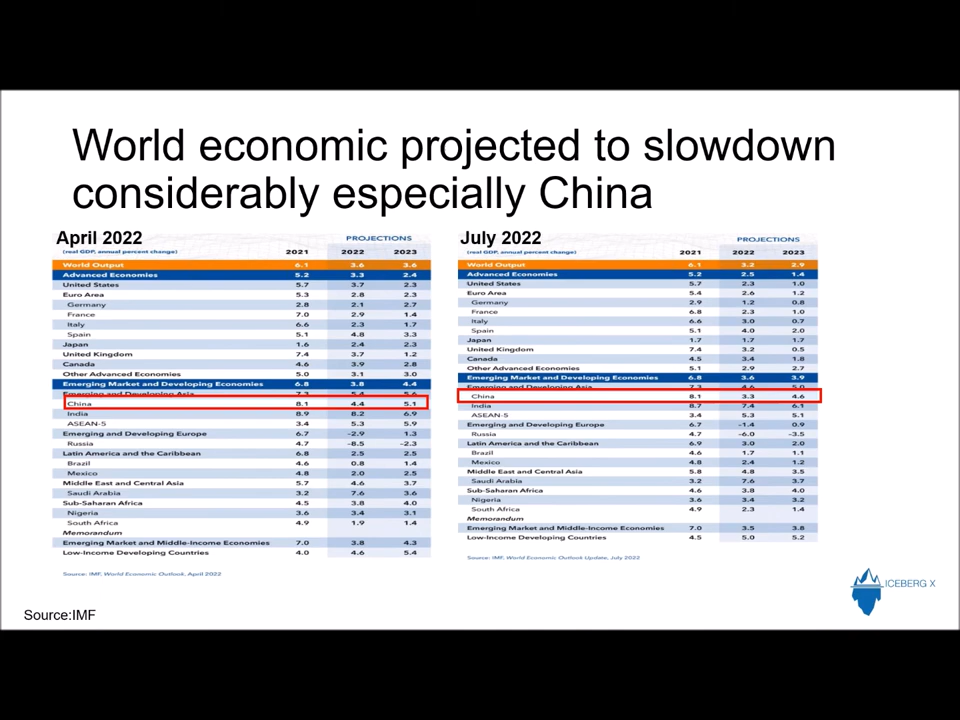 World economic projected to slowdown
considerably especially China
April 2022
PROJECTIONS
(real GDP, annual percent change) 2021 2022 2023
World Output 6.1 3.6 3.6
Advanced Economies 5.2 3.3 2.4
United States 5.7 3.7 2.3
Euro Area 5.3 2.8 2.3
Germany 2.8 2.1 2.7
France 7.0 2.9 1.4
Italy 6.6 2.3 1.7
Spain 5.1 4.8 3.3
Japan 1.6 2.4 2.3
United Kingdom 7.4 3.7 1.2
Canada 4.6 3.9 2.8
Other Advanced Economies 5.0 3.1 3.0
Emerging Market and Developing Economies 6.8 3.8 4.4
Emerging and Developing Asia 7.3 5.4 5.6
China 8.1 4.4 5.1
India 8.9 8.2 6.9
ASEAN-5 3.4 5.3 5.9
Emerging and Developing Europe 6.7 -2.9 1.3
Russia 4.7 -8.5 -2.3
Latin America and the Caribbean 6.8 2.5 2.5
Brazil 4.6 0.8 1.4
Mexico 4.8 2.0 2.5
Middle East and Central Asia 5.7 4.6 3.7
Saudi Arabia 3.2 7.6 3.6
Sub-Saharan Africa 4.5 3.8 4.0
Nigeria 3.6 3.4 3.1
South Africa 4.9 1.9 1.4
Memorandum
Emerging Market and Middle-Income Economies 7.0 3.8 4.3
Low-Income Developing Countries 4.0 4.6 5.4
Source: IMF, World Economic Outlook, April 2022
July 2022
PROJECTIONS
(real GDP, annual percent change) 2021 2022 2023
World Output 6.1 3.2 2.9
Advanced Economies 5.2 2.5 1.4
United States 5.7 2.3 1.0
Euro Area 5.4 2.6 1.2
Germany 2.9 1.2 0.8
France 6.8 2.3 1.0
Italy 6.6 3.0 0.7
Spain 5.1 4.0 2.0
Japan 1.7 1.7 1.7
United Kingdom 7.4 3.2 0.5
Canada 4.5 3.4 1.8
Other Advanced Economies 5.1 2.9 2.7
Emerging Market and Developing Economies 6.8 3.6 3.9
Emerging and Developing Asia 7.3 4.6 5.0
China 8.1 3.3 4.6
India 8.7 7.4 6.1
ASEAN-5 3.4 5.3 5.1
Emerging and Developing Europe 6.7 -1.4 0.9
Russia 4.7 -6.0 -3.5
Latin America and the Caribbean 6.9 3.0 2.0
Brazil 4.6 1.7 1.1
Mexico 4.8 2.4 1.2
Middle East and Central Asia 5.8 4.8 3.5
Saudi Arabia 3.2 7.6 3.7
Sub-Saharan Africa 4.6 3.8 4.0
Nigeria 3.6 3.4 3.2
South Africa 4.9 2.3 1.4
Memorandum
Emerging Market and Middle-Income Economies 7.0 3.5 3.8
Low-Income Developing Countries 4.5 5.0 5.2
Source: IMF, World Economic Outlook Update, July 2022
ICEBERG X
Source:IMF